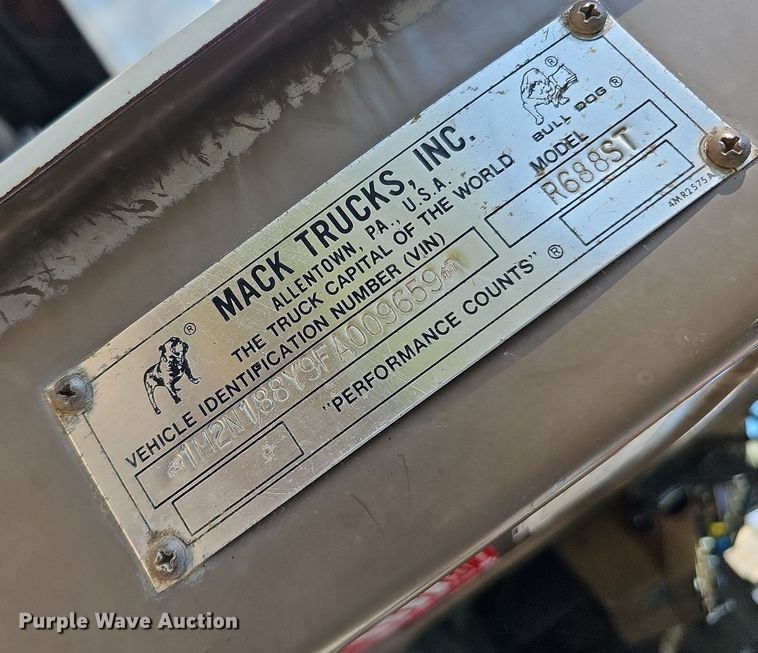 MACK TRUCKS, INC.
ALLENTOWN, PA., U.S.A.
THE TRUCK CAPITAL OF THE WORLD
®
BULL DOG ®
VEHICLE IDENTIFICATION NUMBER (VIN)
MODEL
1M2N188Y9FA009659
R688ST
"PERFORMANCE COUNTS" ®
4MR2575A
Purple Wave Auction